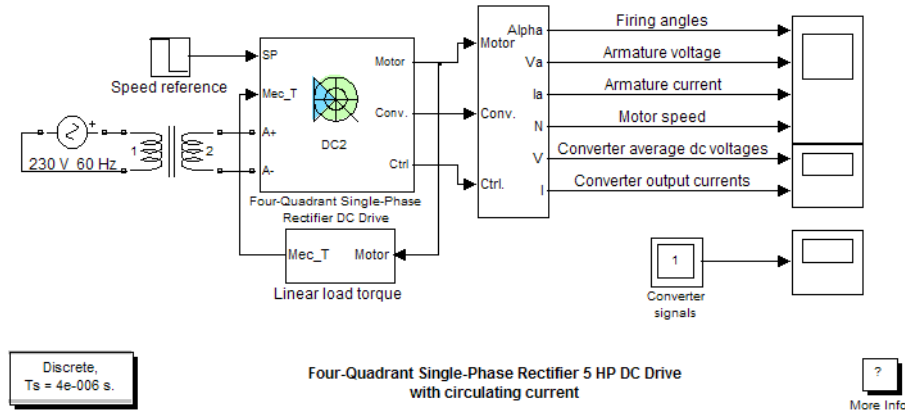 Speed reference
SP
Mec_T
A+
A-
Motor
Conv.
Ctrl
DC2
Four-Quadrant Single-Phase
Rectifier DC Drive
+
1
2
230 V 60 Hz
Mec_T
Motor
Linear load torque
Motor
Conv.
Ctrl.
Alpha
Va
Ia
N
V
I
Firing angles
Armature voltage
Armature current
Motor speed
Converter average dc voltages
Converter output currents
1
Converter
signals
Discrete,
Ts = 4e-006 s.
Four-Quadrant Single-Phase Rectifier 5 HP DC Drive
with circulating current
?
More Info